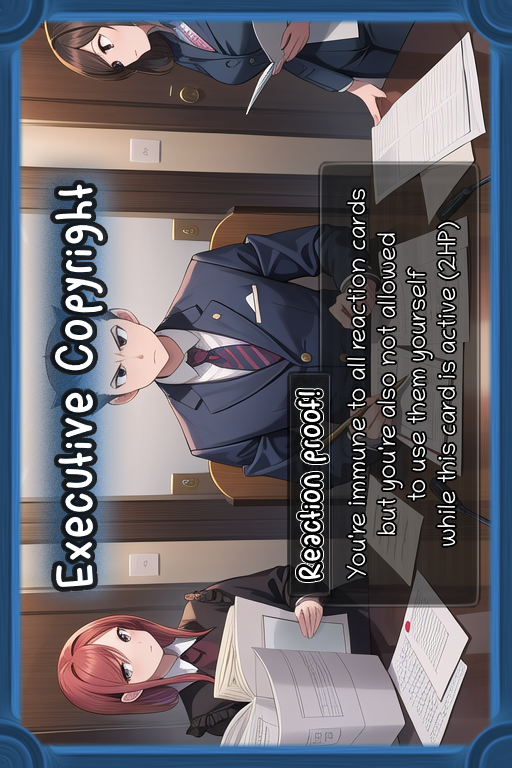 Executive Copyright
Reaction proof!
You're immune to all reaction cards
but you're also not allowed
to use them yourself
while this card is active (2HP)